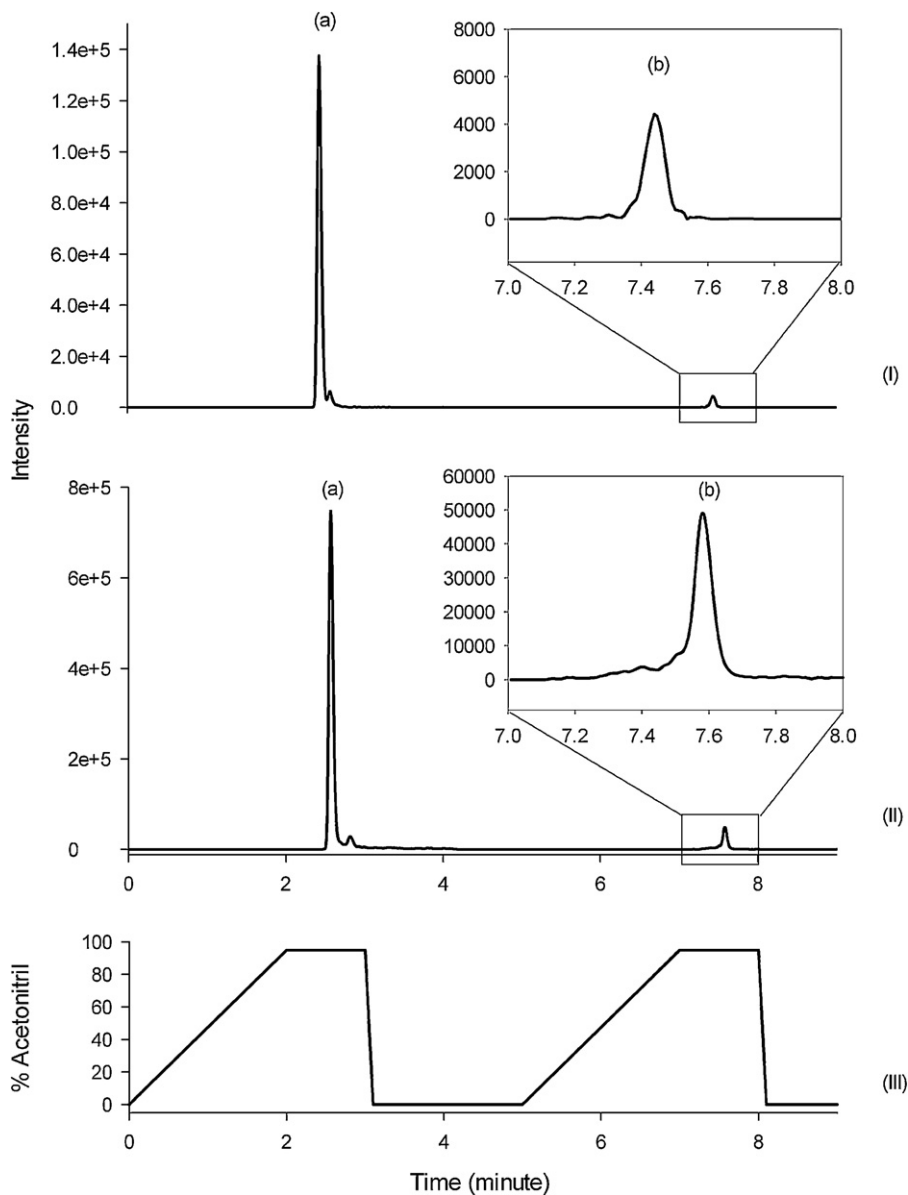 (a)
1.4e+5
1.2e+5
1.0e+5
8.0e+4
6.0e+4
4.0e+4
2.0e+4
0.0
(b)
8000
6000
4000
2000
0
7.0 7.2 7.4 7.6 7.8 8.0
(I)
Intensity
(a)
8e+5
6e+5
4e+5
2e+5
0
(b)
60000
50000
40000
30000
20000
10000
0
7.0 7.2 7.4 7.6 7.8 8.0
(II)
0 2 4 6 8
% Acetonitril
100
80
60
40
20
0
(III)
0 2 4 6 8
Time (minute)